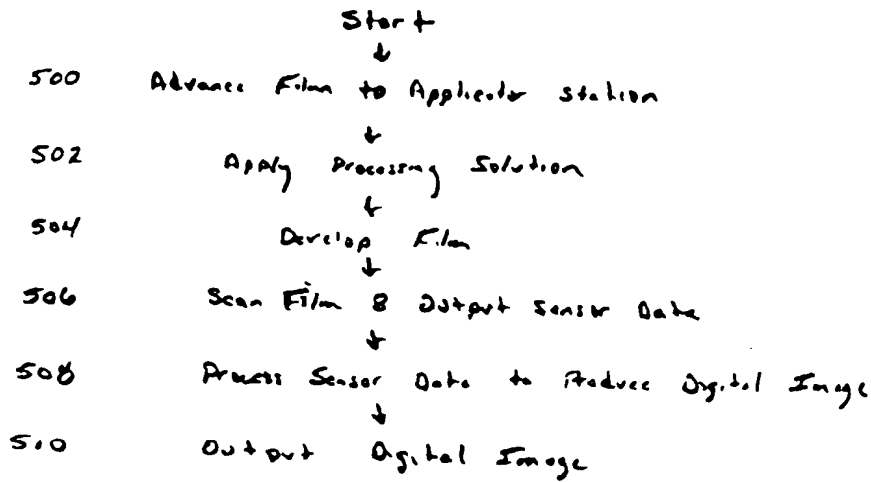 Start
500 Advance Film to Applicator Station
502 Apply Processing Solution
504 Develop Film
506 Scan Film & Output Sensor Data
508 Process Sensor Data to Produce Digital Image
510 Output Digital Image